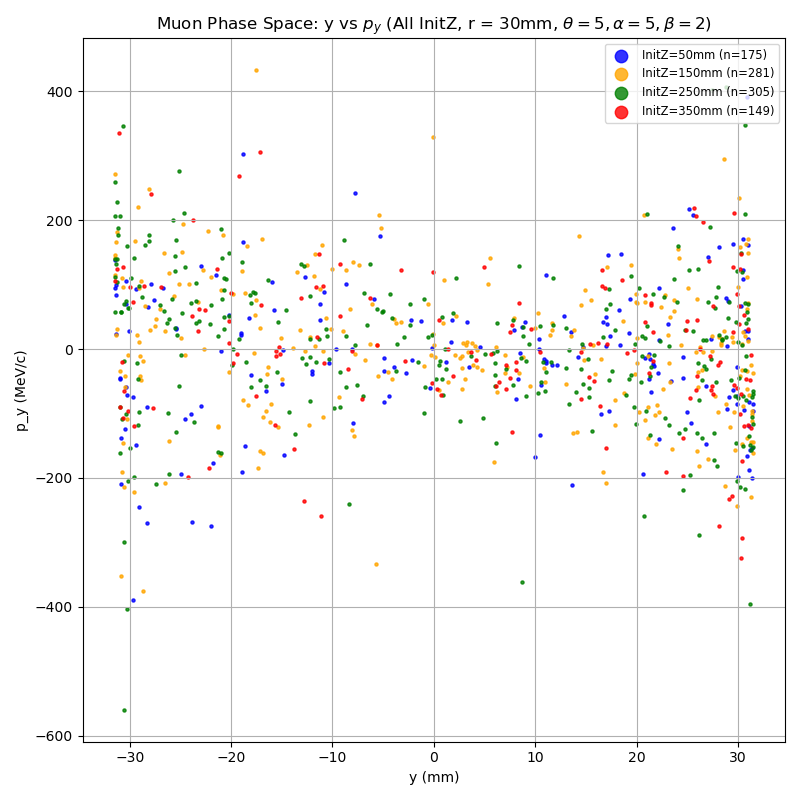 Muon Phase Space: y vs p_y (All InitZ, r = 30mm, θ = 5, α = 5, β = 2)
InitZ=50mm (n=175)
InitZ=150mm (n=281)
InitZ=250mm (n=305)
InitZ=350mm (n=149)
400
200
0
−200
−400
−600
p_y (MeV/c)
−30 −20 −10 0 10 20 30
y (mm)